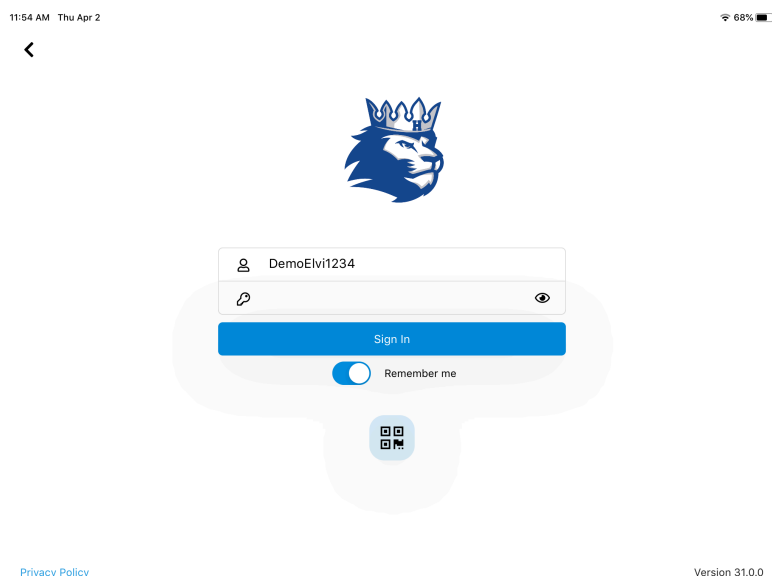 11:54 AM Thu Apr 2
68%
H
DemoElvi1234
Sign In
Remember me
Privacy Policy
Version 31.0.0